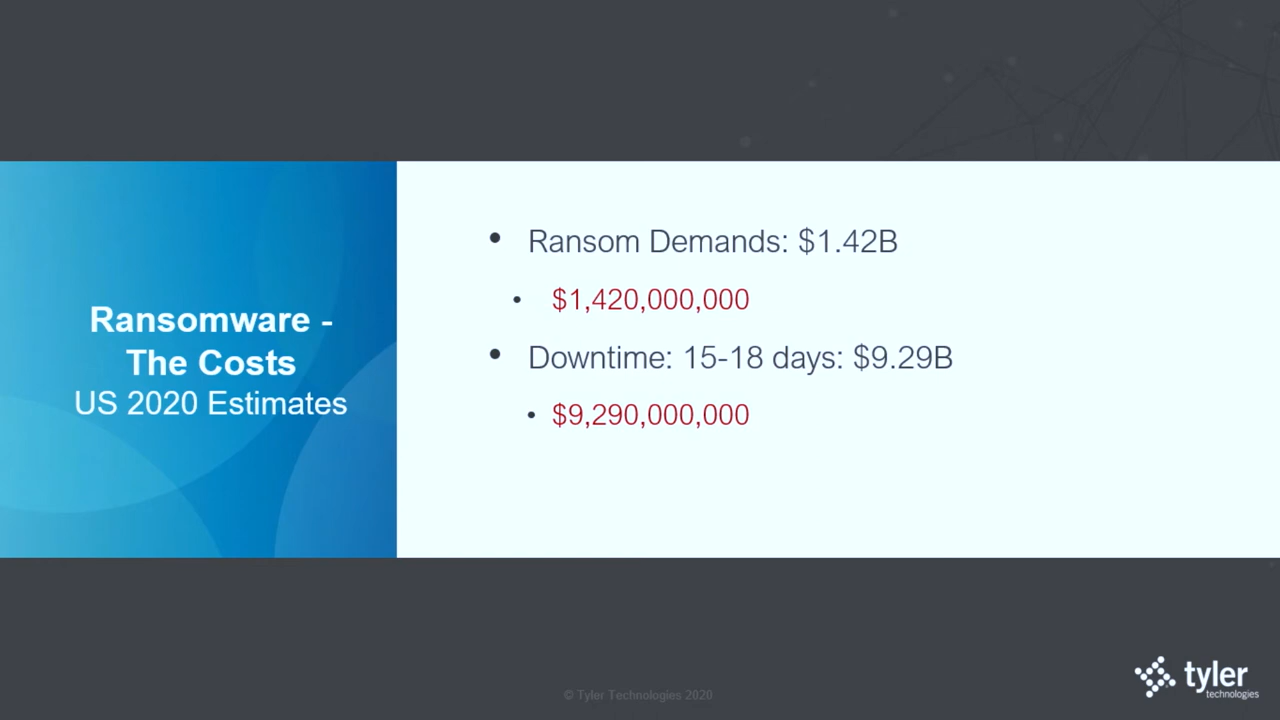 Ransomware -
The Costs
US 2020 Estimates
• Ransom Demands: $1.42B
• $1,420,000,000
• Downtime: 15-18 days: $9.29B
• $9,290,000,000
© Tyler Technologies 2020
tyler
technologies